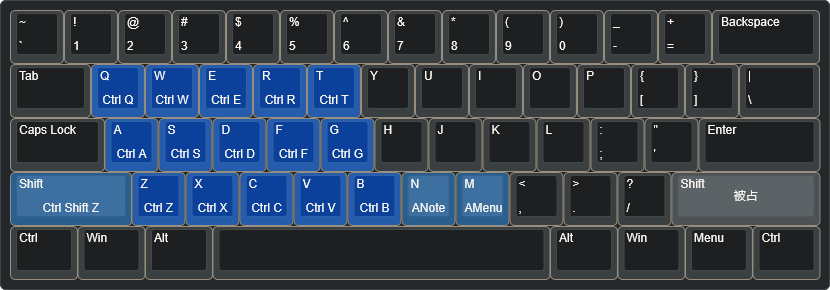 ~ ! @ # $ % ^ & * ( ) _ + Backspace
` 1 2 3 4 5 6 7 8 9 0 - =
Tab Q W E R T Y U I O P { } |
Ctrl Q Ctrl W Ctrl E Ctrl R Ctrl T [ ] \
Caps Lock A S D F G H J K L : " Enter
Ctrl A Ctrl S Ctrl D Ctrl F Ctrl G ; '
Shift Z X C V B N M < > ? Shift
Ctrl Shift Z Ctrl Z Ctrl X Ctrl C Ctrl V Ctrl B ANote AMenu , . / 被占
Ctrl Win Alt Alt Win Menu Ctrl